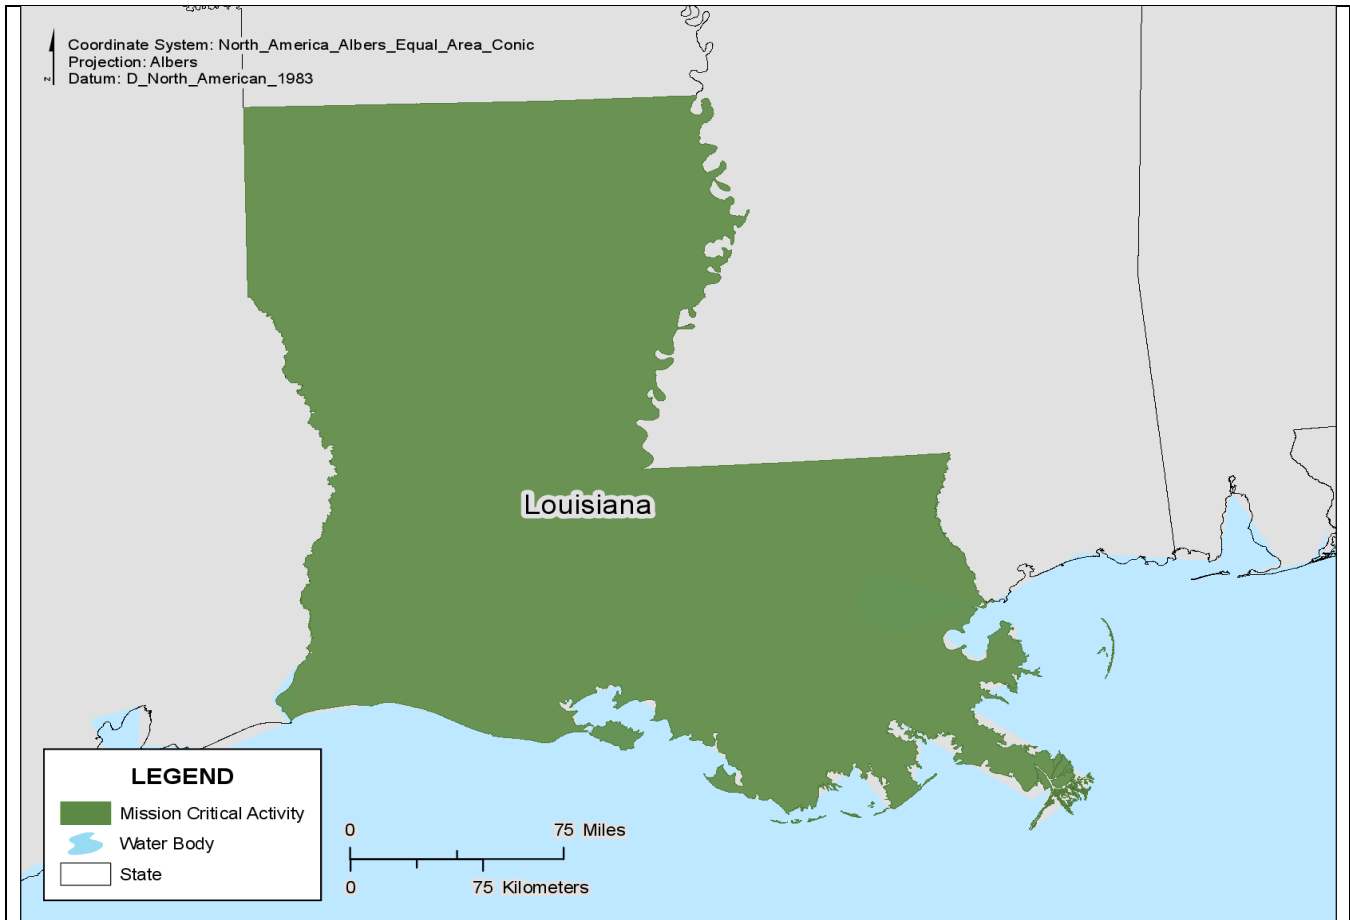 Coordinate System: North_America_Albers_Equal_Area_Conic
Projection: Albers
Datum: D_North_American_1983
N
Louisiana
LEGEND
Mission Critical Activity
Water Body
State
0 75 Miles
0 75 Kilometers